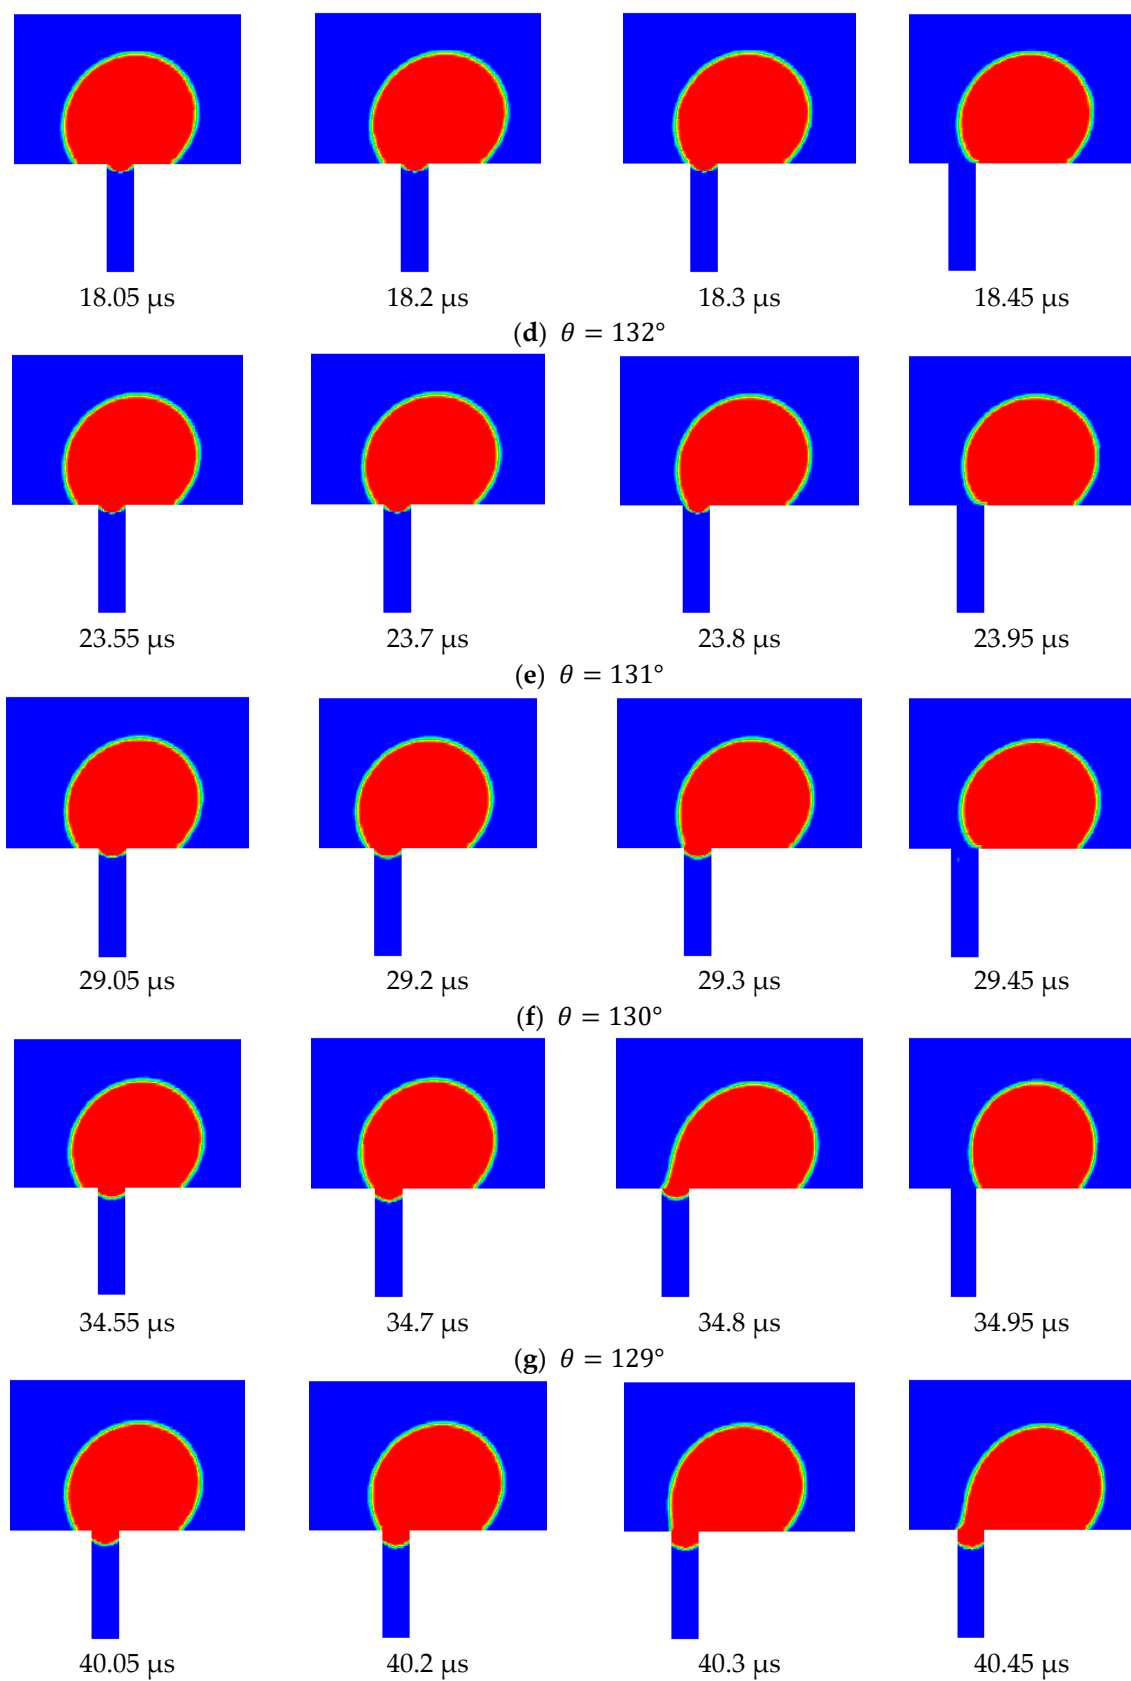 18.05 μs 18.2 μs 18.3 μs 18.45 μs
(d) θ = 132°
23.55 μs 23.7 μs 23.8 μs 23.95 μs
(e) θ = 131°
29.05 μs 29.2 μs 29.3 μs 29.45 μs
(f) θ = 130°
34.55 μs 34.7 μs 34.8 μs 34.95 μs
(g) θ = 129°
40.05 μs 40.2 μs 40.3 μs 40.45 μs